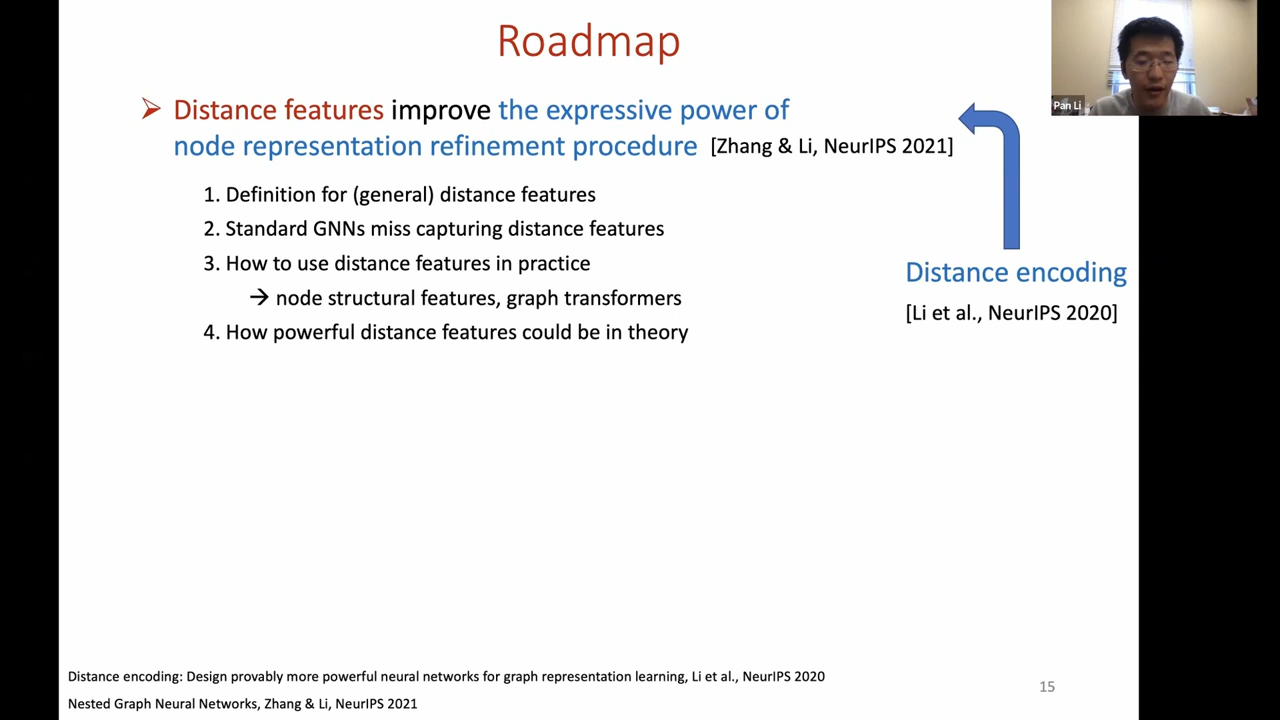 Roadmap
Pan Li
➢ Distance features improve the expressive power of
node representation refinement procedure [Zhang & Li, NeurIPS 2021]
1. Definition for (general) distance features
2. Standard GNNs miss capturing distance features
3. How to use distance features in practice
→ node structural features, graph transformers
4. How powerful distance features could be in theory
Distance encoding
[Li et al., NeurIPS 2020]
Distance encoding: Design provably more powerful neural networks for graph representation learning, Li et al., NeurIPS 2020
Nested Graph Neural Networks, Zhang & Li, NeurIPS 2021
15